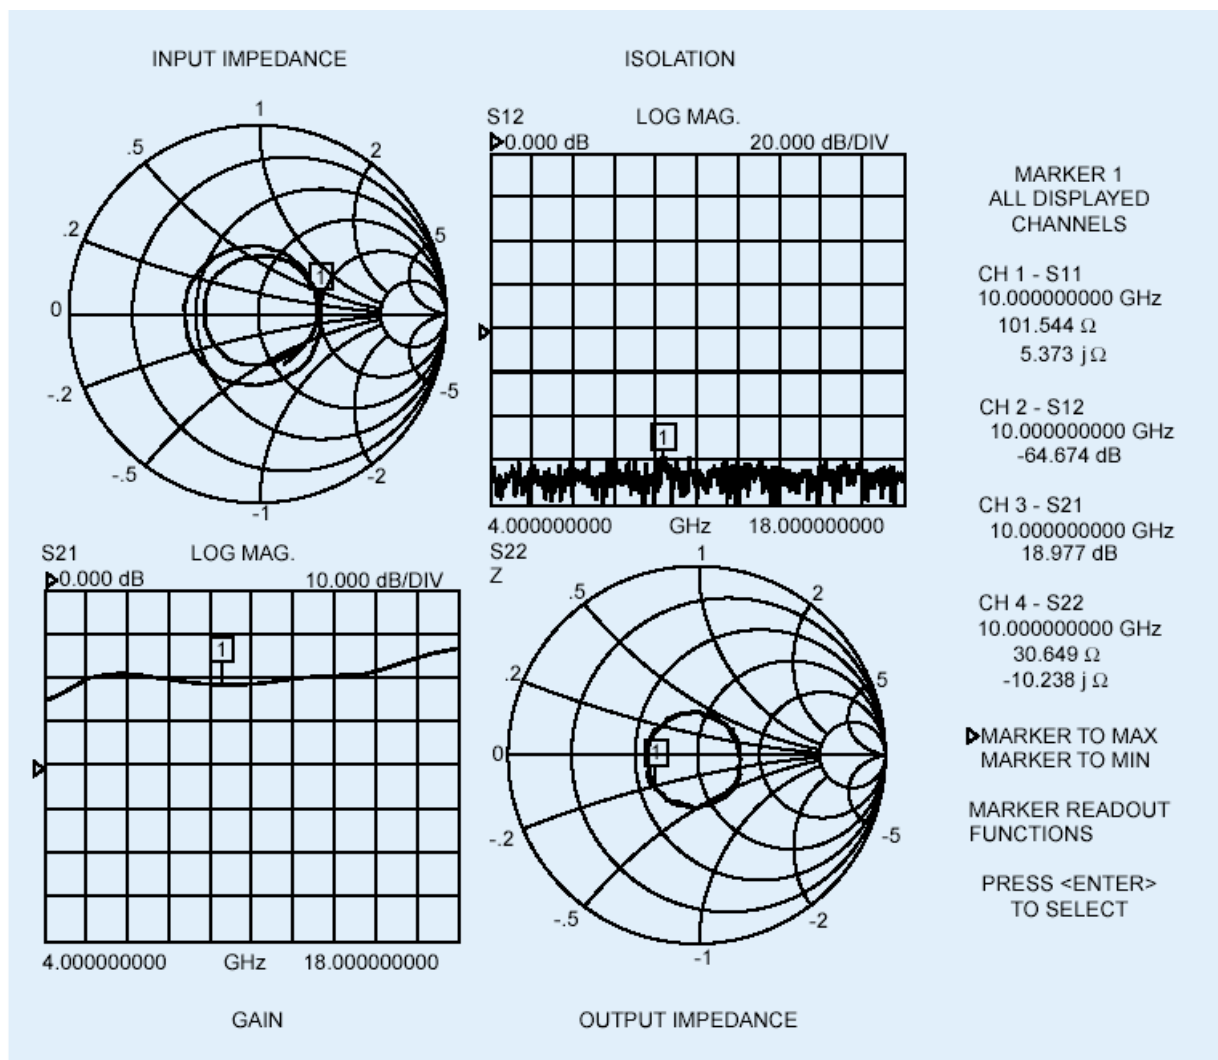 INPUT IMPEDANCE
1
.5
2
.2
5
0
-.2
-5
-.5
-2
-1
1
ISOLATION
S12 LOG MAG.
0.000 dB 20.000 dB/DIV
1
4.000000000 GHz 18.000000000
S21 LOG MAG.
0.000 dB 10.000 dB/DIV
1
4.000000000 GHz 18.000000000
GAIN
S22
Z
1
.5
2
.2
5
0
1
-.2
-5
-.5
-2
-1
OUTPUT IMPEDANCE
MARKER 1
ALL DISPLAYED
CHANNELS
CH 1 - S11
10.000000000 GHz
101.544 Ω
5.373 j Ω
CH 2 - S12
10.000000000 GHz
-64.674 dB
CH 3 - S21
10.000000000 GHz
18.977 dB
CH 4 - S22
10.000000000 GHz
30.649 Ω
-10.238 j Ω
MARKER TO MAX
MARKER TO MIN
MARKER READOUT
FUNCTIONS
PRESS <ENTER>
TO SELECT